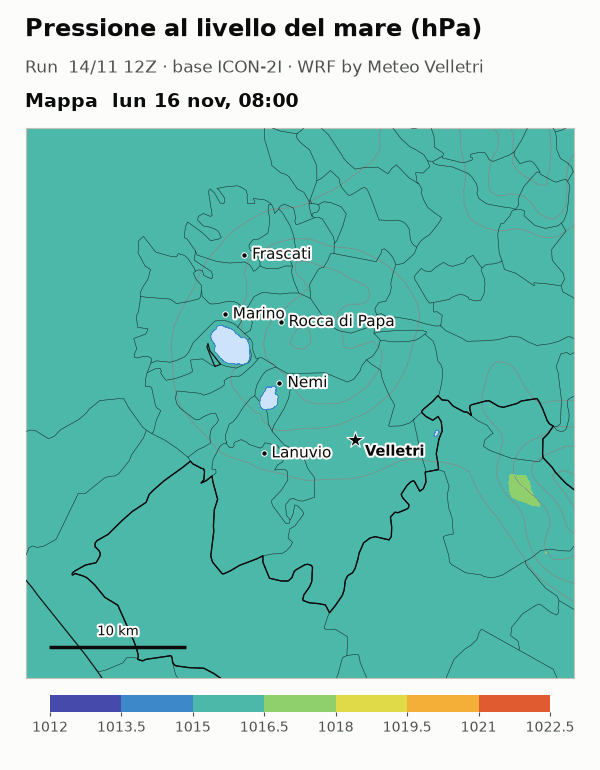 Pressione al livello del mare (hPa)
Run  14/11 12Z · base ICON-2I · WRF by Meteo Velletri
Mappa  lun 16 nov, 08:00
Frascati
Marino
Rocca di Papa
Nemi
Velletri
Lanuvio
10 km
1012 1013.5 1015 1016.5 1018 1019.5 1021 1022.5